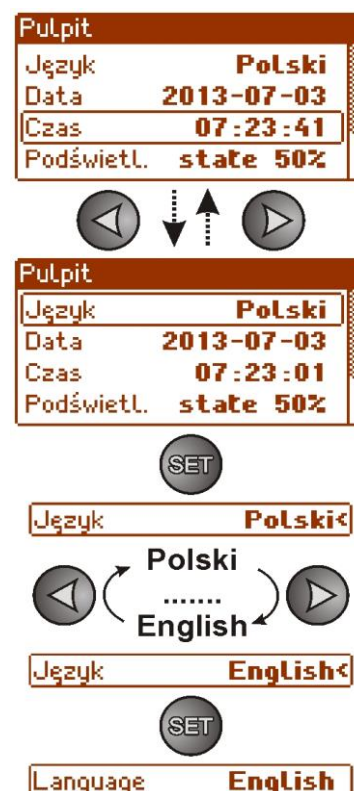 Pulpit
Język Polski
Data 2013-07-03
Czas 07:23:41
Podświetl. stałe 50%
Pulpit
Język Polski
Data 2013-07-03
Czas 07:23:01
Podświetl. stałe 50%
SET
Język Polski<
Polski
.......
English
Język English<
SET
Language English